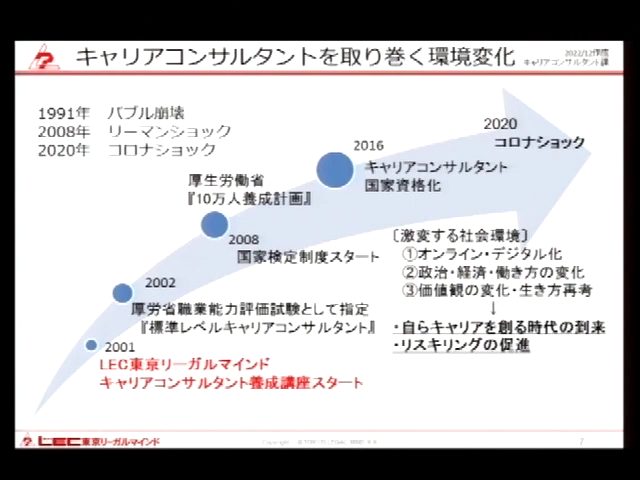 キャリアコンサルタントを取り巻く環境変化
2022/12作成
キャリアコンサルタント課
1991年 バブル崩壊
2008年 リーマンショック
2020年 コロナショック
2020
コロナショック
2016
キャリアコンサルタント
国家資格化
厚生労働省
『10万人養成計画』
2008
国家検定制度スタート
2002
厚労省職業能力評価試験として指定
『標準レベルキャリアコンサルタント』
2001
LEC東京リーガルマインド
キャリアコンサルタント養成講座スタート
〔激変する社会環境〕
①オンライン・デジタル化
②政治・経済・働き方の変化
③価値観の変化・生き方再考
↓
・自らキャリアを創る時代の到来
・リスキリングの促進
LEC東京リーガルマインド
7